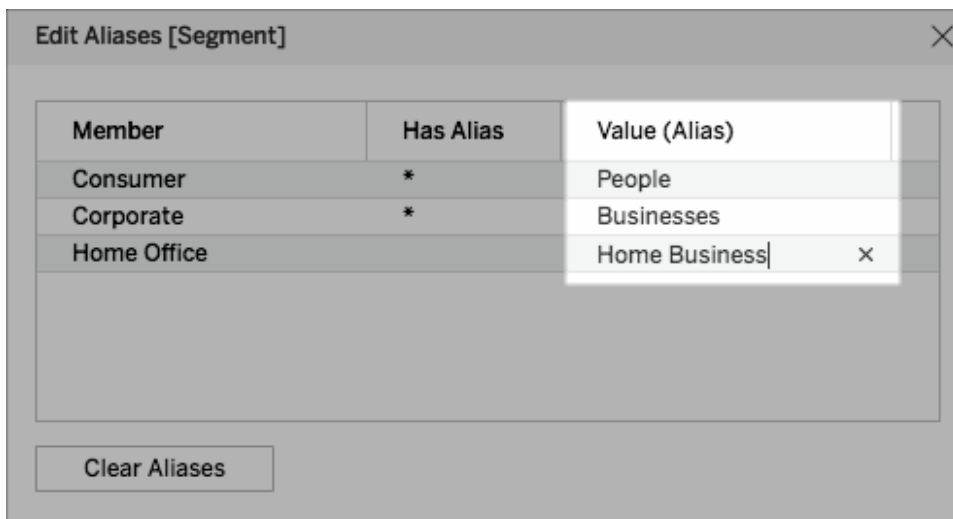 Edit Aliases [Segment]
Member Has Alias Value (Alias)
Consumer * People
Corporate * Businesses
Home Office Home Business
Clear Aliases